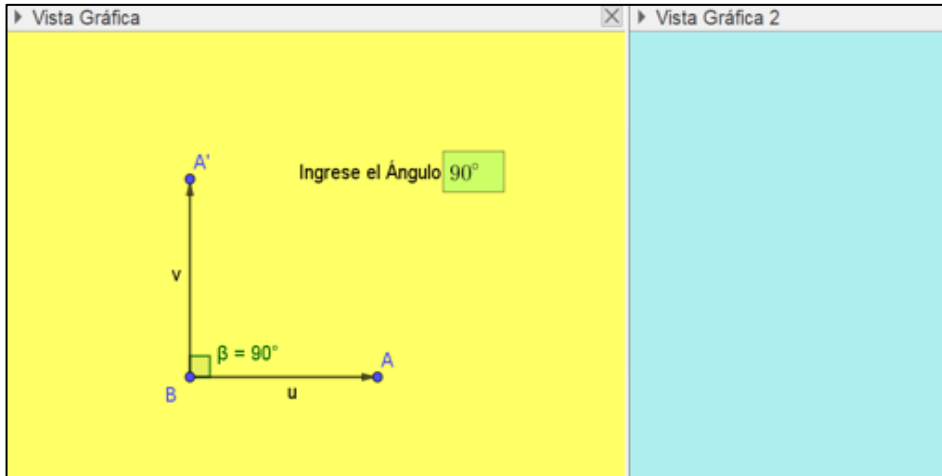 Vista Gráfica
Vista Gráfica 2
A'
Ingrese el Ángulo 90°
v
β = 90°
A
B
u